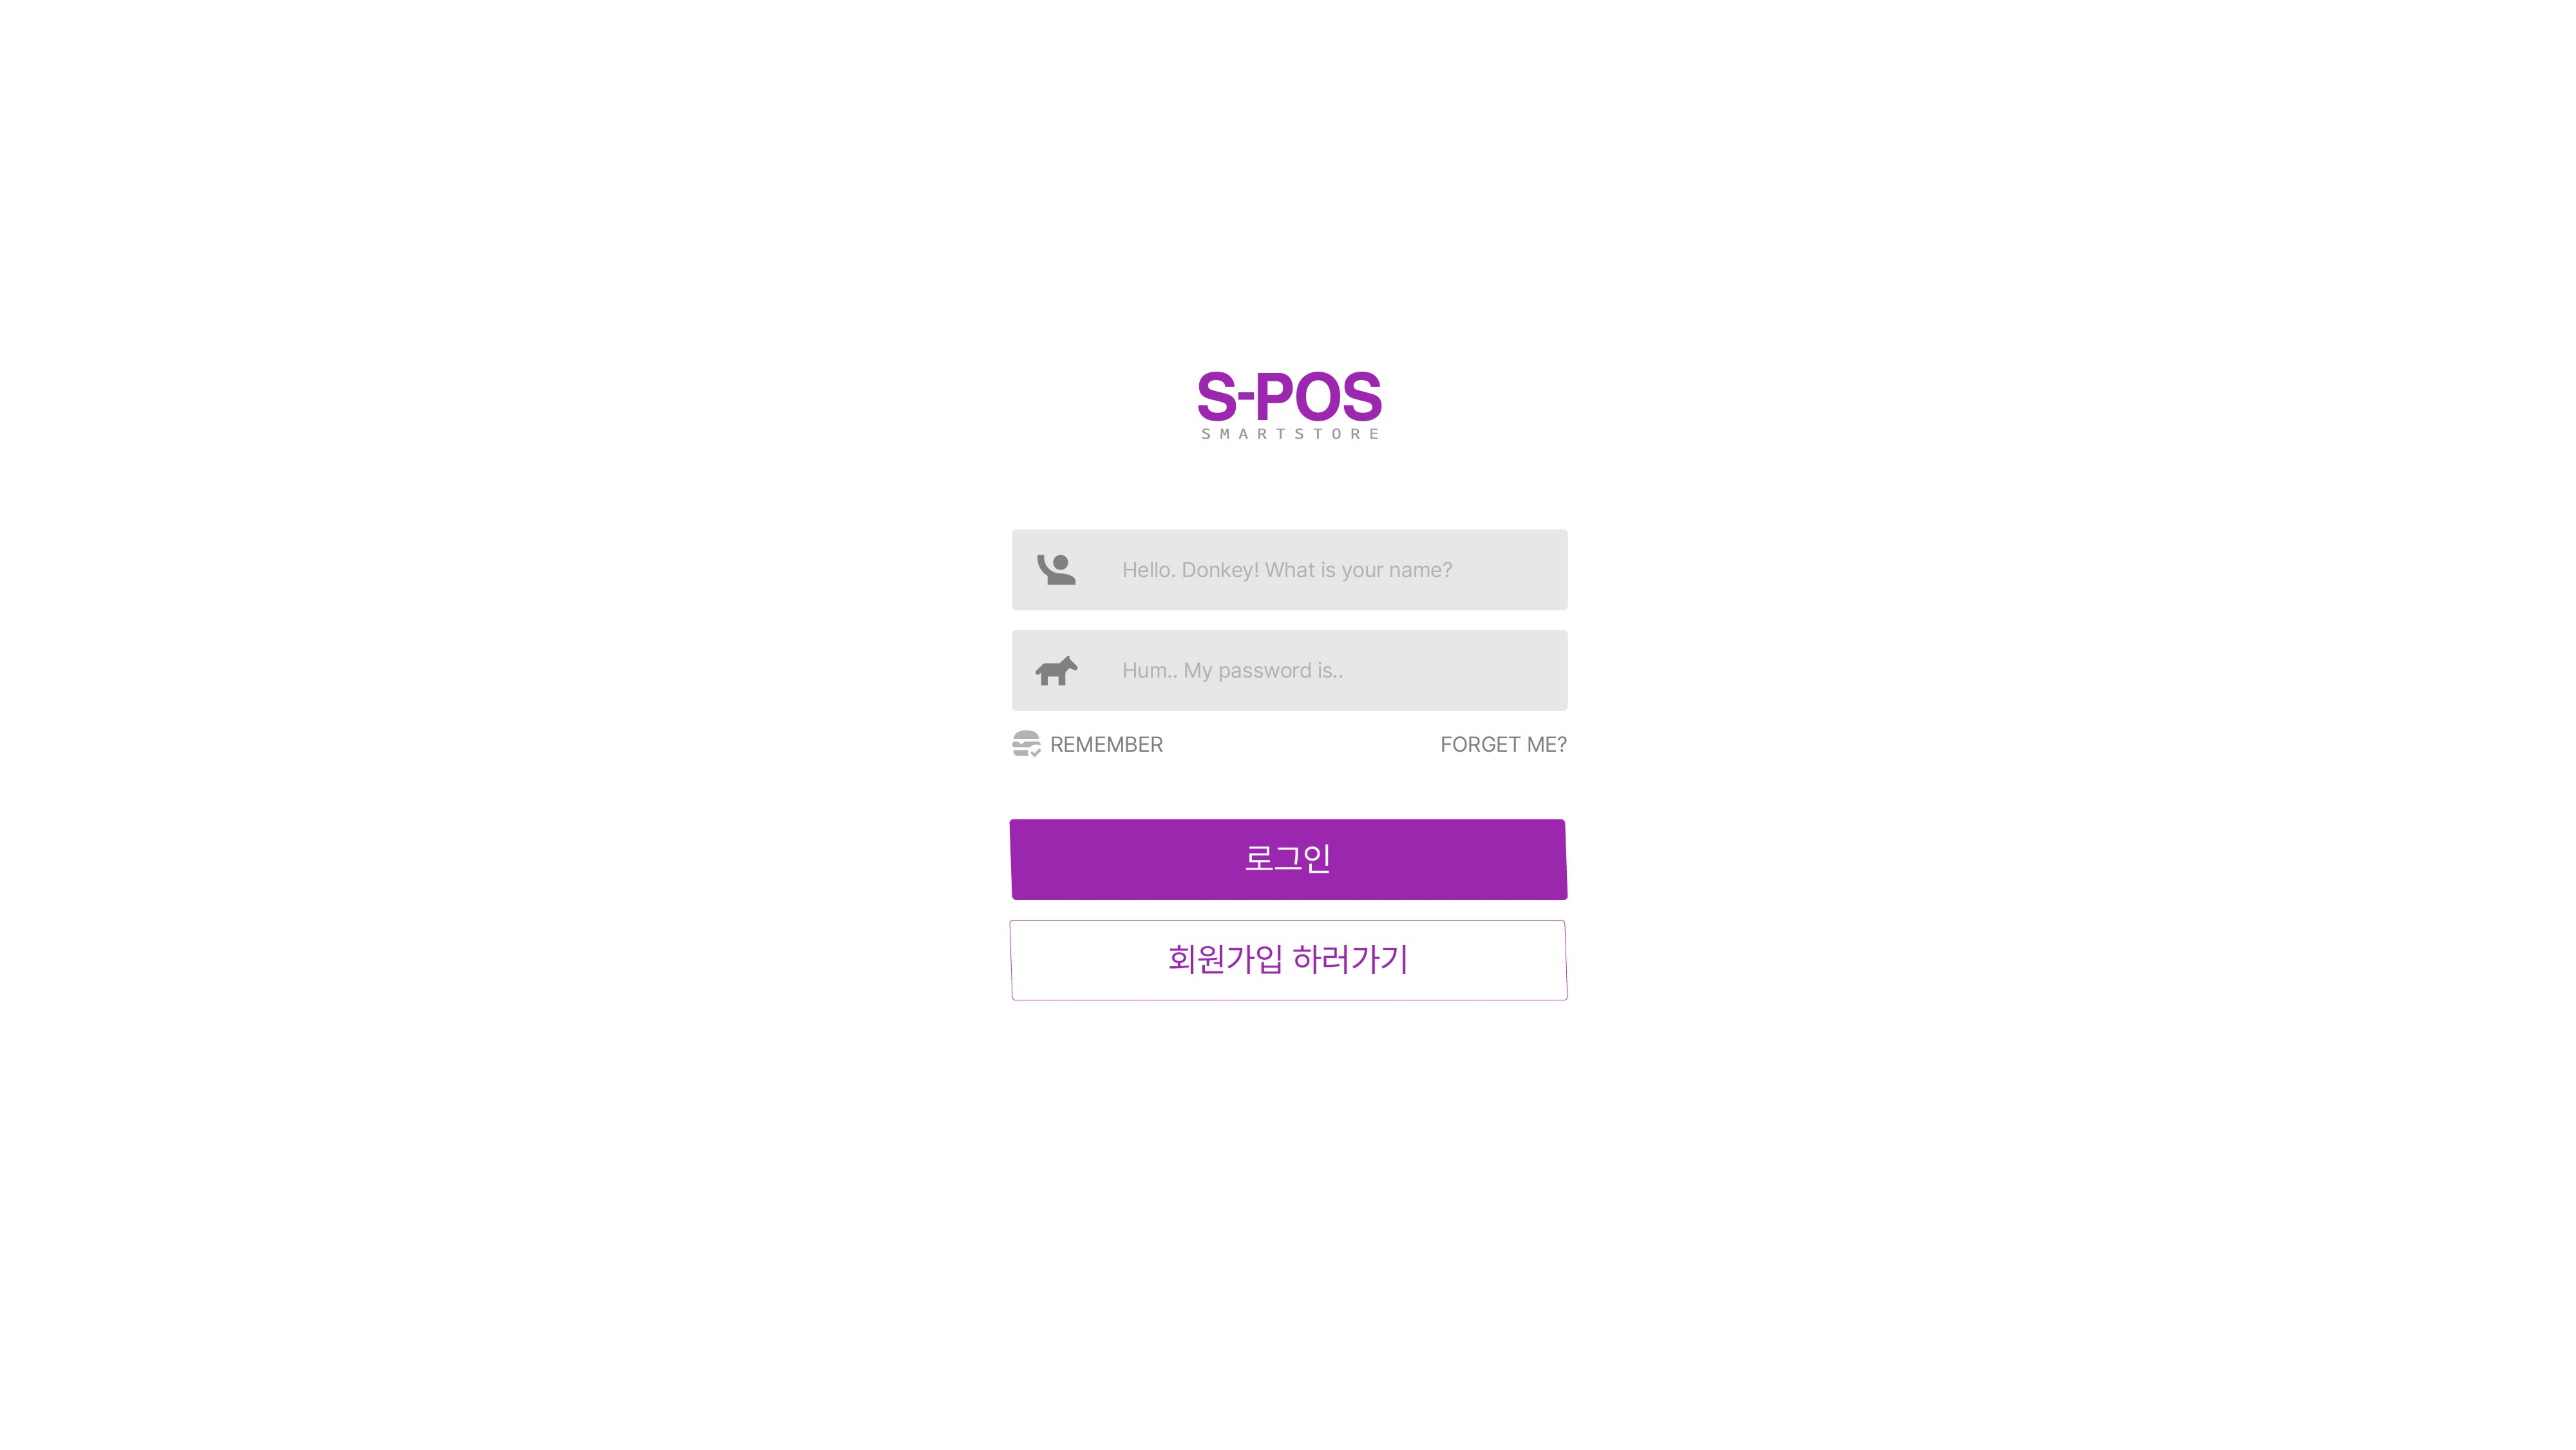 S-POS
SMARTSTORE
Hello. Donkey! What is your name?
Hum.. My password is..
REMEMBER
FORGET ME?
로그인
회원가입 하러가기